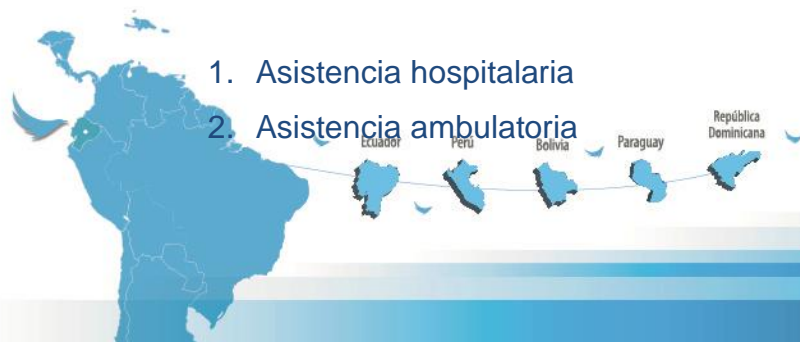 1. Asistencia hospitalaria
2. Asistencia ambulatoria
Ecuador
Perú
Bolivia
Paraguay
República
Dominicana